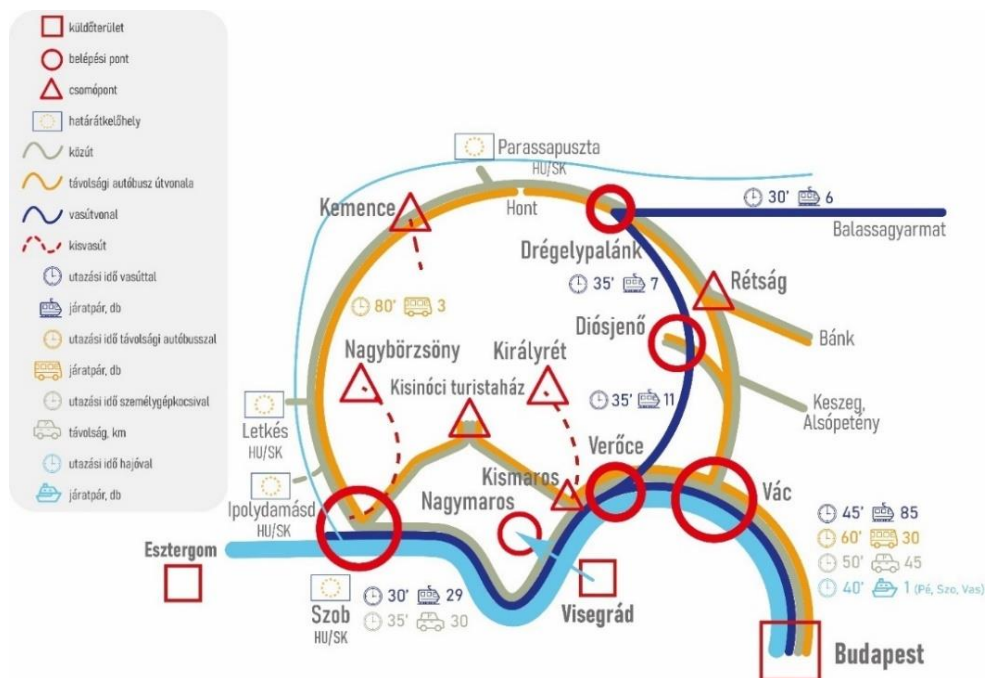 küldőterület
belépési pont
csomópont
határátkelőhely
közút
távolsági autóbusz útvonala
vasútvonal
kisvasút
utazási idő vasúttal
járatpár, db
utazási idő távolsági autóbusszal
járatpár, db
utazási idő személygépkocsival
távolság, km
utazási idő hajóval
járatpár, db
Parassapuszta
HU/SK
Kemence
Hont
30' 6
Balassagyarmat
Drégelypalánk
35' 7
Rétság
80' 3
Diósjenő
Bánk
Nagybörzsöny
Királyrét
Kisinóci turistaház
35' 11
Keszeg,
Alsópetény
Letkés
HU/SK
Verőce
Kismaros
Nagymaros
Vác
Ipolydamásd
HU/SK
45' 85
60' 30
50' 45
40' 1 (Pé, Szo, Vas)
Esztergom
Szob
HU/SK
30' 29
35' 30
Visegrád
Budapest